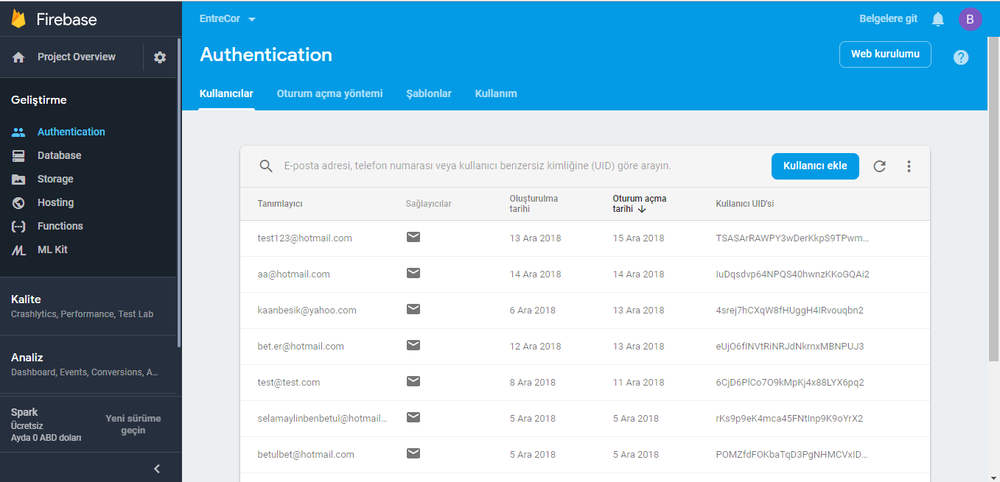 Firebase
Project Overview
Geliştirme
Authentication
Database
Storage
Hosting
Functions
ML Kit
Kalite
Crashlytics, Performance, Test Lab
Analiz
Dashboard, Events, Conversions, A...
Spark
Ücretsiz
Ayda 0 ABD doları
Yeni sürüme
geçin
EntreCor
Belgelere git
B
Authentication
Web kurulumu
?
Kullanıcılar Oturum açma yöntemi Şablonlar Kullanım
E-posta adresi, telefon numarası veya kullanıcı benzersiz kimliğine (UID) göre arayın.
Kullanıcı ekle
Tanımlayıcı Sağlayıcılar Oluşturulma tarihi Oturum açma tarihi Kullanıcı UID'si
test123@hotmail.com 13 Ara 2018 15 Ara 2018 TSASArRAWPY3wDerKkpS9TPwm...
aa@hotmail.com 14 Ara 2018 14 Ara 2018 IuDqsdvp64NPQS40hwnzKKoGQAi2
kaanbesik@yahoo.com 6 Ara 2018 13 Ara 2018 4srej7hCXqW8fHUggH4IRvouqbn2
bet.er@hotmail.com 12 Ara 2018 13 Ara 2018 eUjO6fINVtRiNRJdNkrnxMBNPUJ3
test@test.com 8 Ara 2018 11 Ara 2018 6CjD6PlCo7O9kMpKj4x88LYX6pq2
selamaylinbenbetul@hotmail... 5 Ara 2018 5 Ara 2018 rKs9p9eK4mca45FNtInp9K9oYrX2
betulbet@hotmail.com 5 Ara 2018 5 Ara 2018 POMZfdFOKbaTqD3PgNHMCVxID...